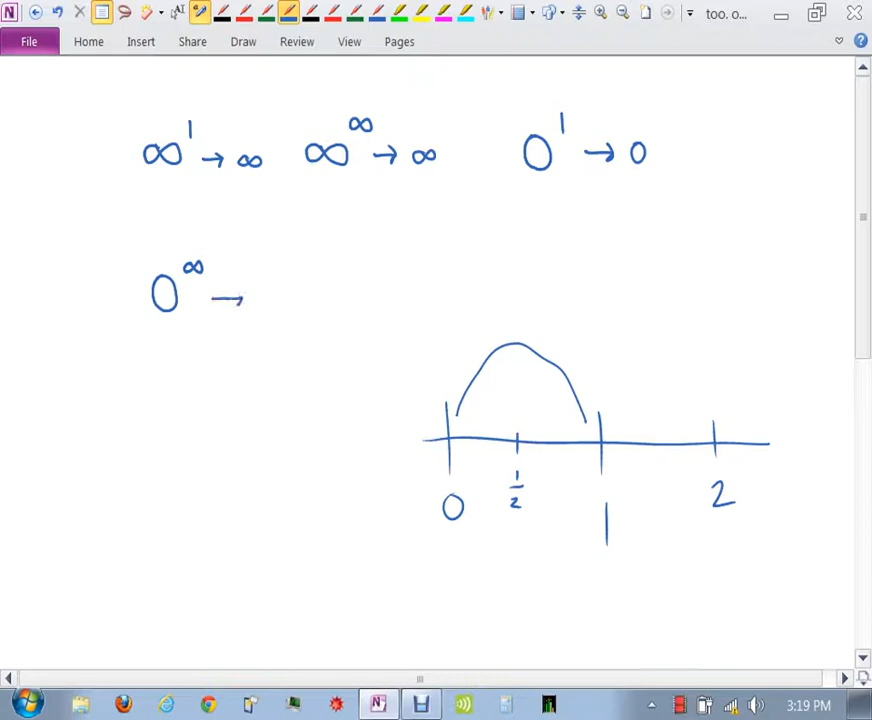 too. o...
File Home Insert Share Draw Review View Pages
∞¹ → ∞ ∞^∞ → ∞ 0¹ → 0
0^∞ →
0 1/2 1 2
3:19 PM